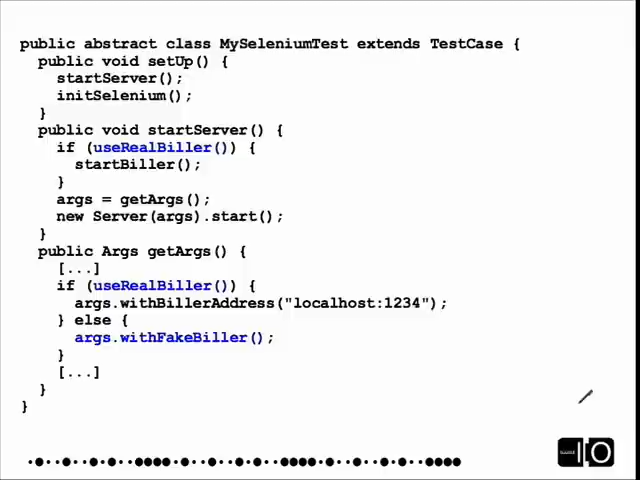 public abstract class MySeleniumTest extends TestCase {
public void setUp() {
startServer();
initSelenium();
}
public void startServer() {
if (useRealBiller()) {
startBiller();
}
args = getArgs();
new Server(args).start();
}
public Args getArgs() {
[...]
if (useRealBiller()) {
args.withBillerAddress("localhost:1234");
} else {
args.withFakeBiller();
}
[...]
}
}
IO